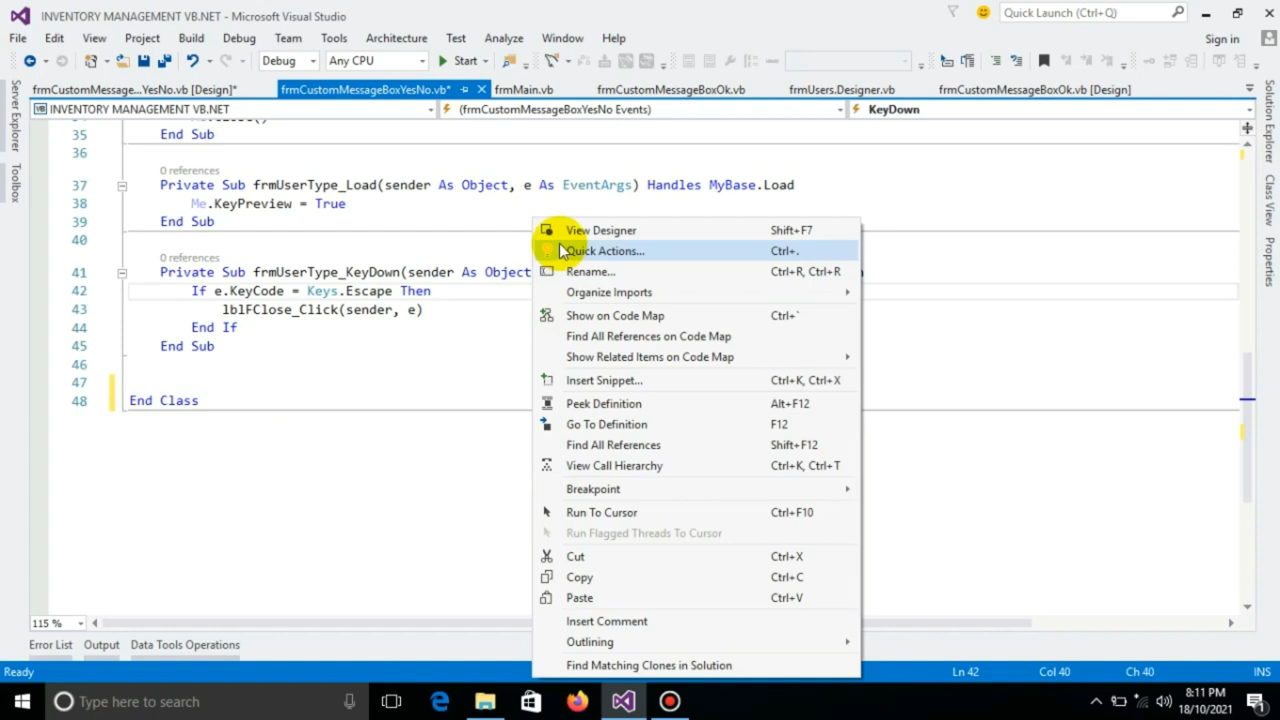 INVENTORY MANAGEMENT VB.NET - Microsoft Visual Studio
Quick Launch (Ctrl+Q)
File Edit View Project Build Debug Team Tools Architecture Test Analyze Window Help
Sign in
Debug Any CPU Start
frmCustomMessage...YesNo.vb [Design]* frmCustomMessageBoxYesNo.vb* frmMain.vb frmCustomMessageBoxOk.vb frmUsers.Designer.vb frmCustomMessageBoxOk.vb [Design]
INVENTORY MANAGEMENT VB.NET (frmCustomMessageBoxYesNo Events) KeyDown
Server Explorer
Toolbox
Solution Explorer
Class View
Properties
35 End Sub
36
0 references
37 Private Sub frmUserType_Load(sender As Object, e As EventArgs) Handles MyBase.Load
38 Me.KeyPreview = True
39 End Sub
40
0 references
41 Private Sub frmUserType_KeyDown(sender As Object
42 If e.KeyCode = Keys.Escape Then
43 lblFClose_Click(sender, e)
44 End If
45 End Sub
46
47
48 End Class
View Designer Shift+F7
Quick Actions... Ctrl+.
Rename... Ctrl+R, Ctrl+R
Organize Imports
Show on Code Map Ctrl+`
Find All References on Code Map
Show Related Items on Code Map
Insert Snippet... Ctrl+K, Ctrl+X
Peek Definition Alt+F12
Go To Definition F12
Find All References Shift+F12
View Call Hierarchy Ctrl+K, Ctrl+T
Breakpoint
Run To Cursor Ctrl+F10
Run Flagged Threads To Cursor
Cut Ctrl+X
Copy Ctrl+C
Paste Ctrl+V
Insert Comment
Outlining
Find Matching Clones in Solution
115 %
Error List Output Data Tools Operations
Ready Ln 42 Col 40 Ch 40 INS
Type here to search
8:11 PM
18/10/2021